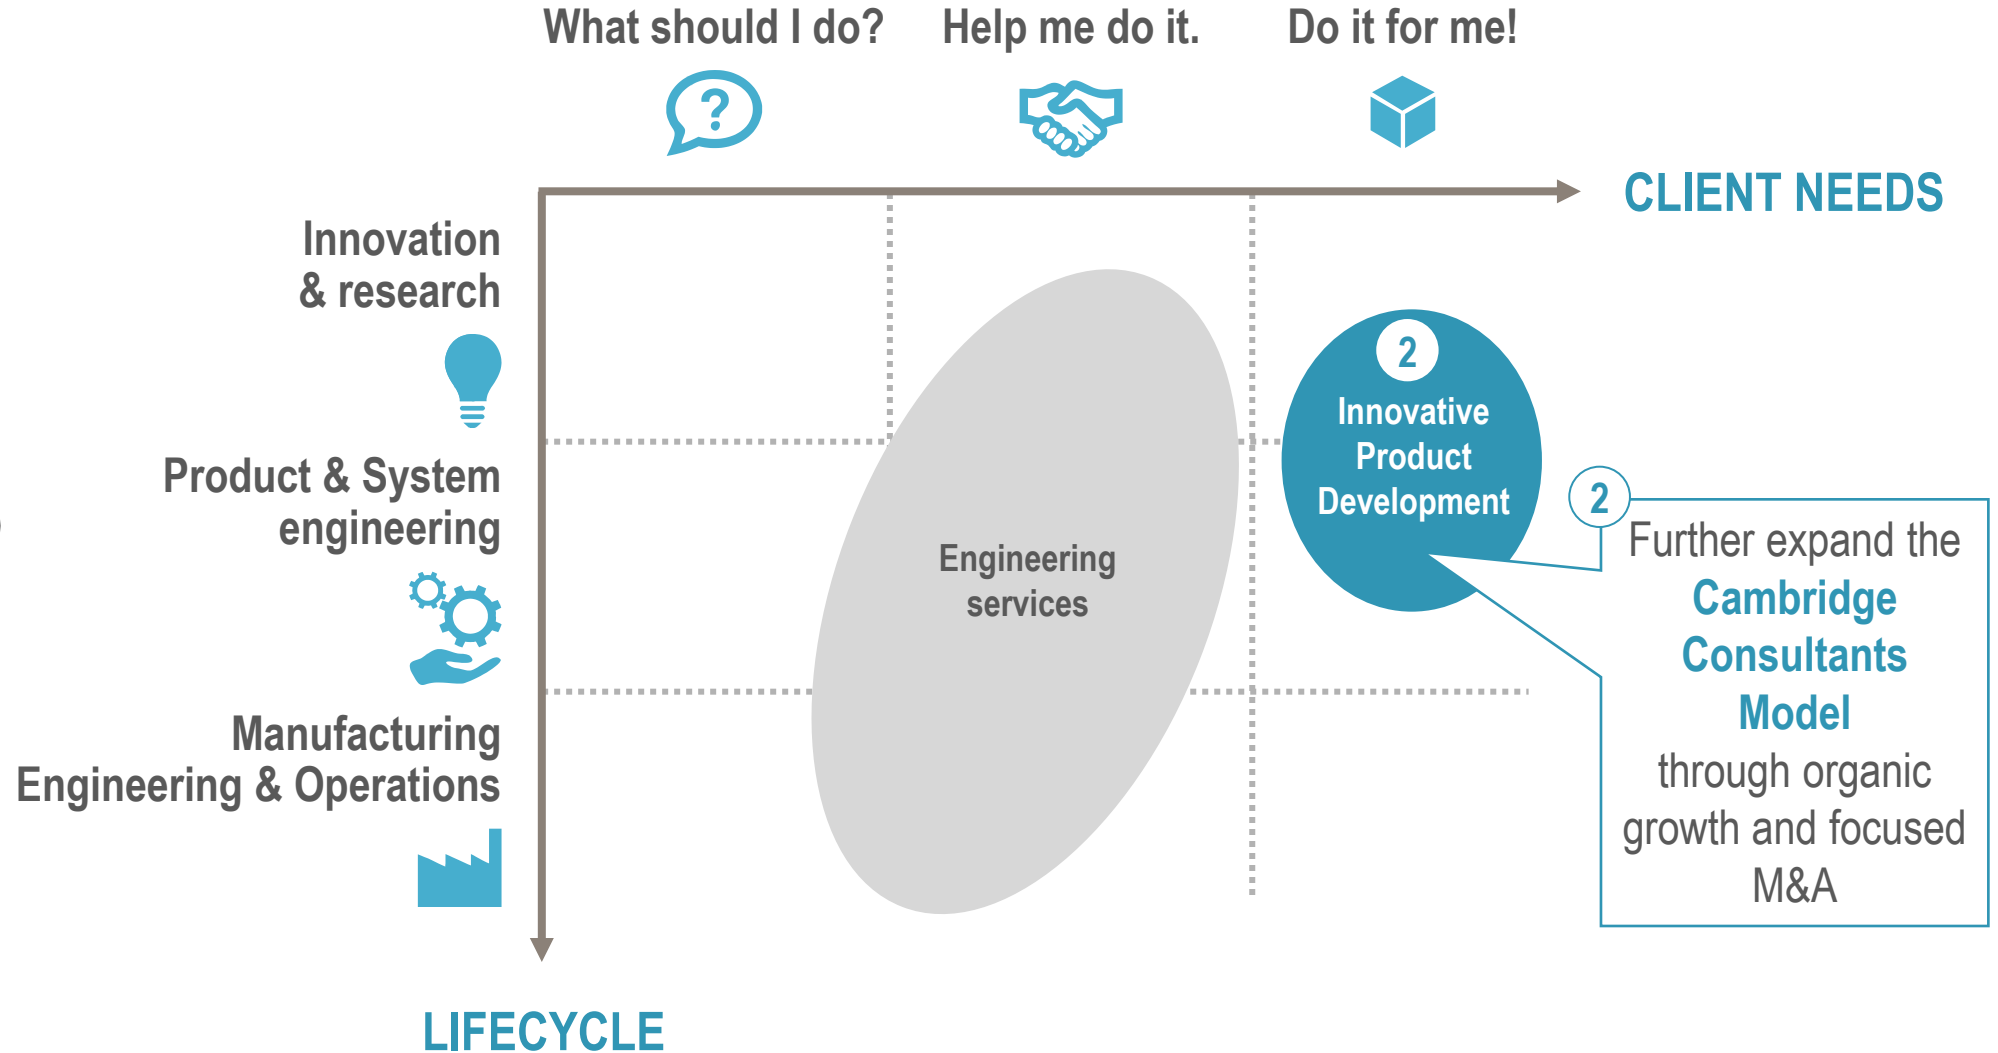 What should I do?
Help me do it.
Do it for me!
?
CLIENT NEEDS
Innovation
& research
Product & System
engineering
Manufacturing
Engineering & Operations
LIFECYCLE
Engineering
services
2
Innovative
Product
Development
2
Further expand the
Cambridge
Consultants
Model
through organic
growth and focused
M&A